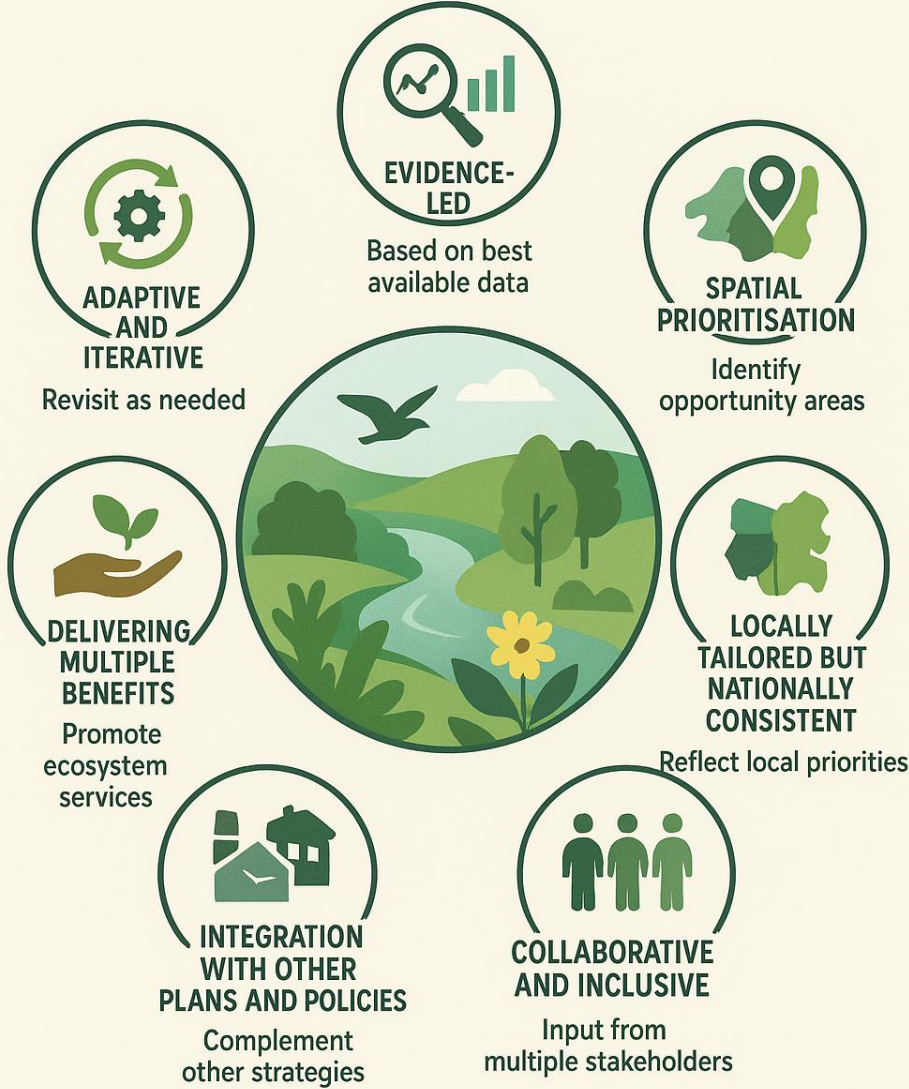 EVIDENCE-
LED
Based on best
available data
SPATIAL
PRIORITISATION
Identify
opportunity areas
LOCALLY
TAILORED BUT
NATIONALLY
CONSISTENT
Reflect local priorities
COLLABORATIVE
AND INCLUSIVE
Input from
multiple stakeholders
INTEGRATION
WITH OTHER
PLANS AND POLICIES
Complement
other strategies
DELIVERING
MULTIPLE
BENEFITS
Promote
ecosystem
services
ADAPTIVE
AND
ITERATIVE
Revisit as needed